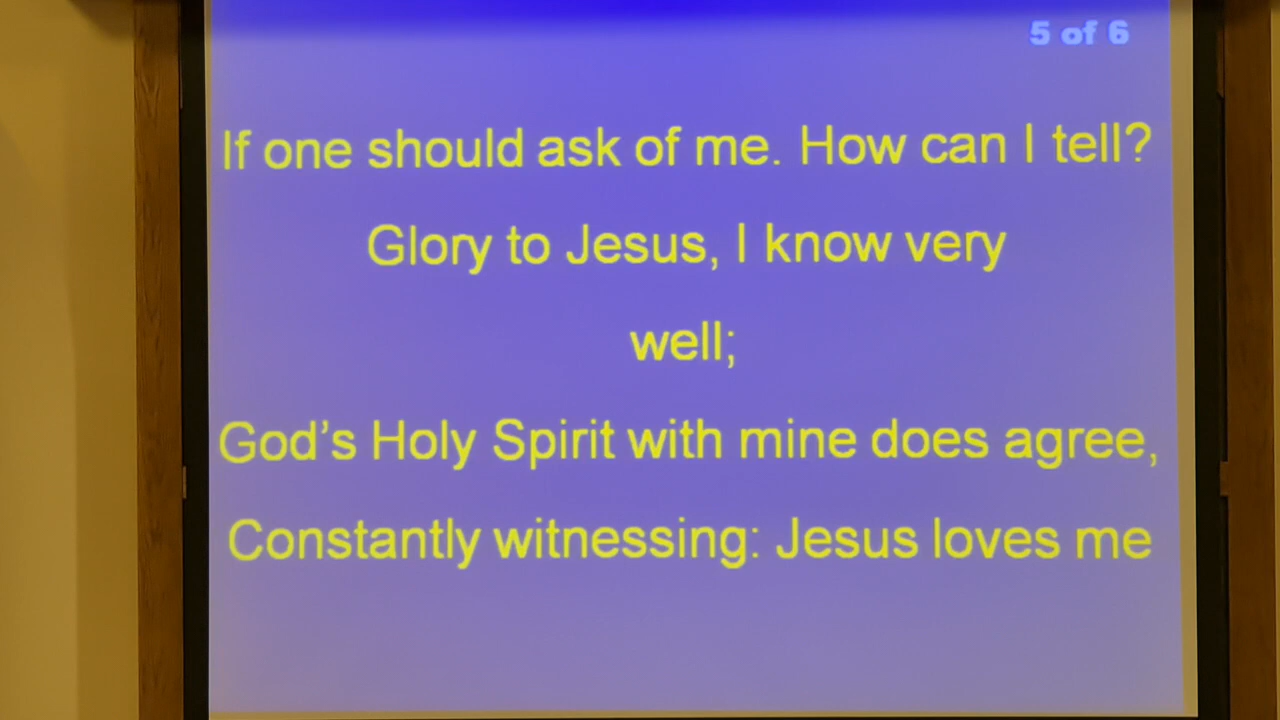 5 of 6
If one should ask of me. How can I tell?
Glory to Jesus, I know very
well;
God's Holy Spirit with mine does agree,
Constantly witnessing: Jesus loves me